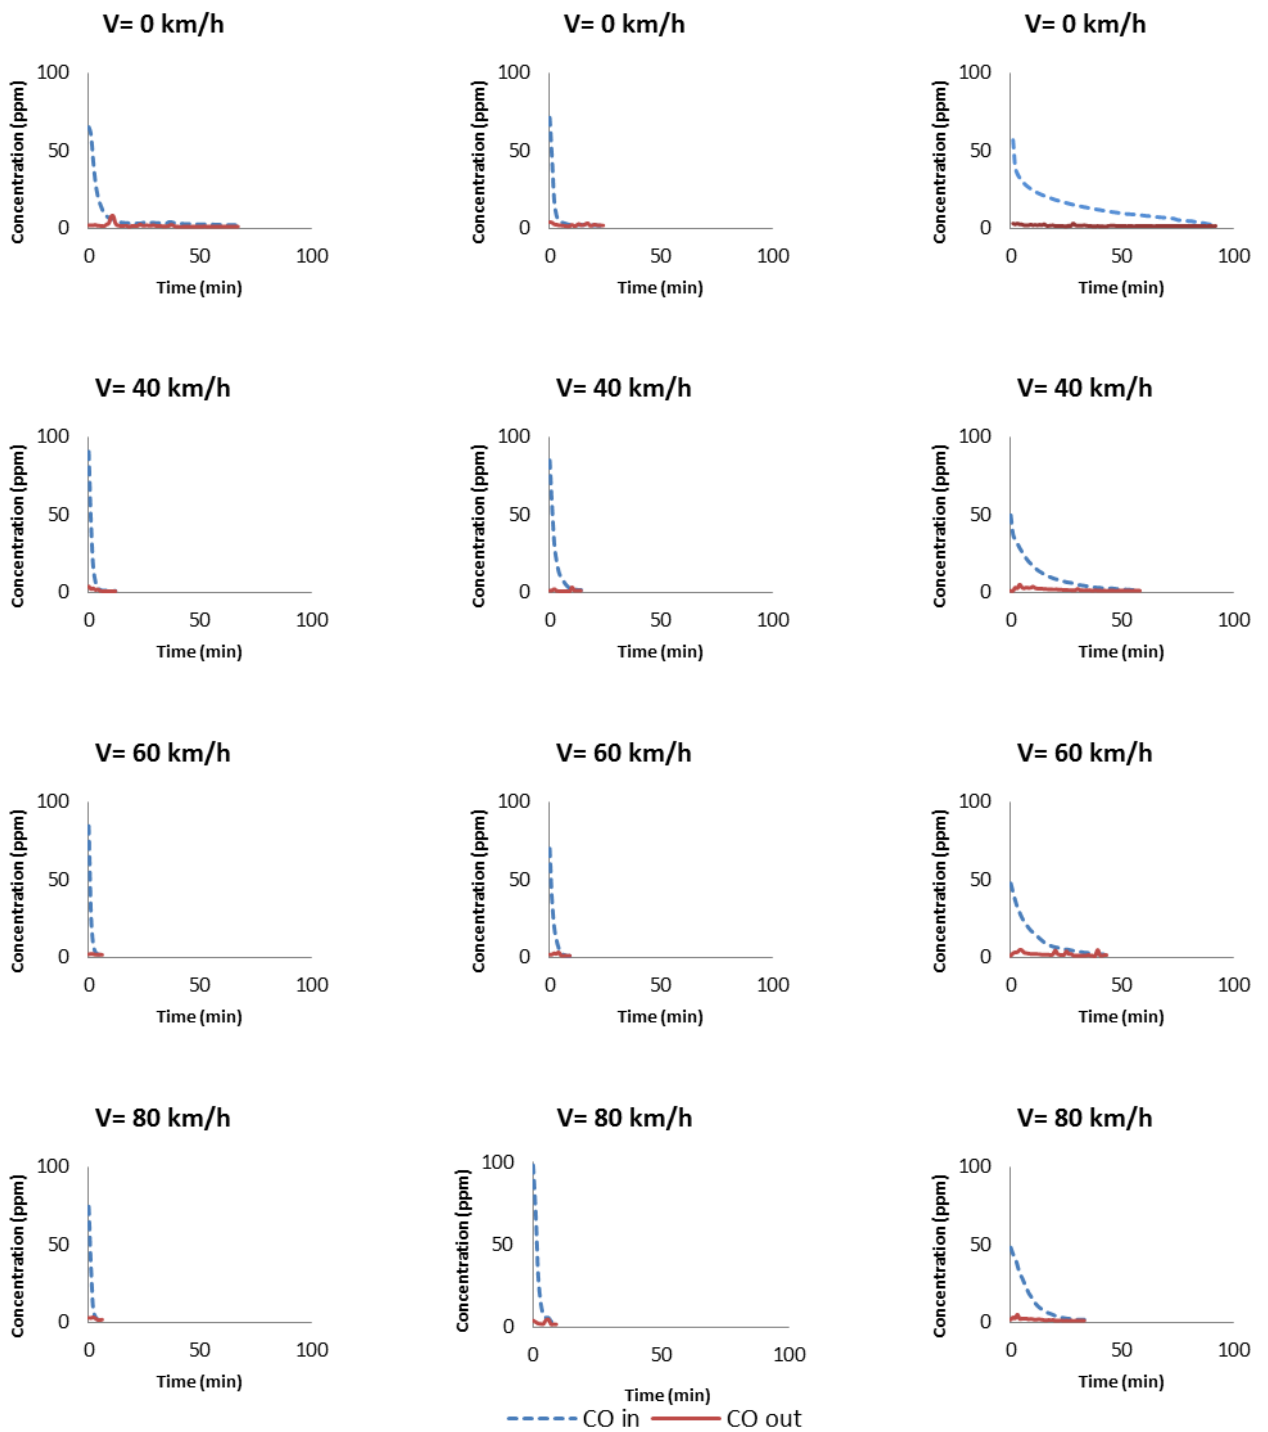 V= 0 km/h
Concentration (ppm)
100
50
0
0 50 100
Time (min)
V= 0 km/h
Concentration (ppm)
100
50
0
0 50 100
Time (min)
V= 0 km/h
Concentration (ppm)
100
50
0
0 50 100
Time (min)
V= 40 km/h
Concentration (ppm)
100
50
0
0 50 100
Time (min)
V= 40 km/h
Concentration (ppm)
100
50
0
0 50 100
Time (min)
V= 40 km/h
Concentration (ppm)
100
50
0
0 50 100
Time (min)
V= 60 km/h
Concentration (ppm)
100
50
0
0 50 100
Time (min)
V= 60 km/h
Concentration (ppm)
100
50
0
0 50 100
Time (min)
V= 60 km/h
Concentration (ppm)
100
50
0
0 50 100
Time (min)
V= 80 km/h
Concentration (ppm)
100
50
0
0 50 100
Time (min)
V= 80 km/h
Concentration (ppm)
100
50
0
0 50 100
Time (min)
V= 80 km/h
Concentration (ppm)
100
50
0
0 50 100
Time (min)
CO in CO out